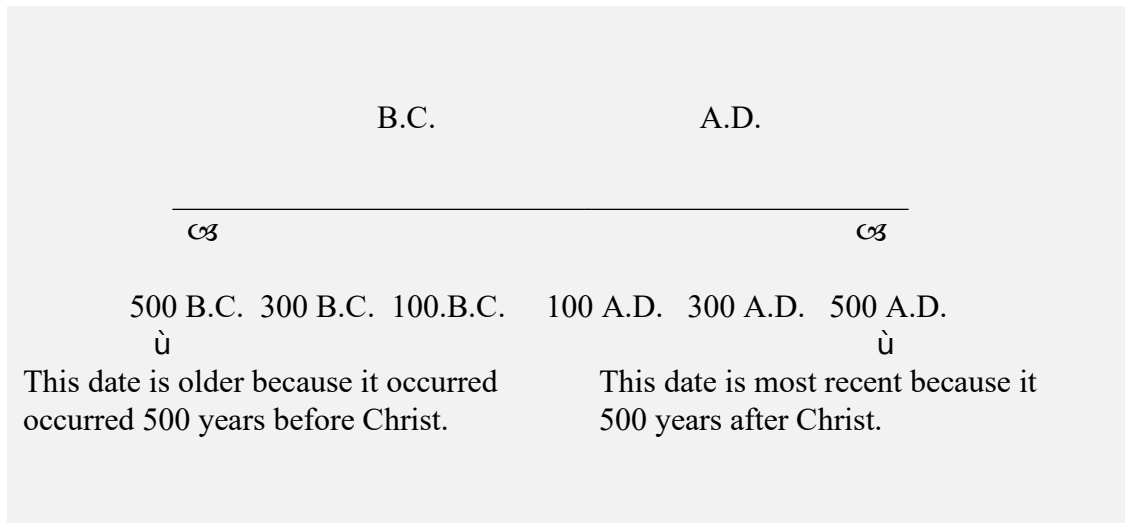 B.C. A.D.
ଓ ଓ
500 B.C. 300 B.C. 100.B.C. 100 A.D. 300 A.D. 500 A.D.
ù ù
This date is older because it occurred This date is most recent because it
occurred 500 years before Christ. 500 years after Christ.